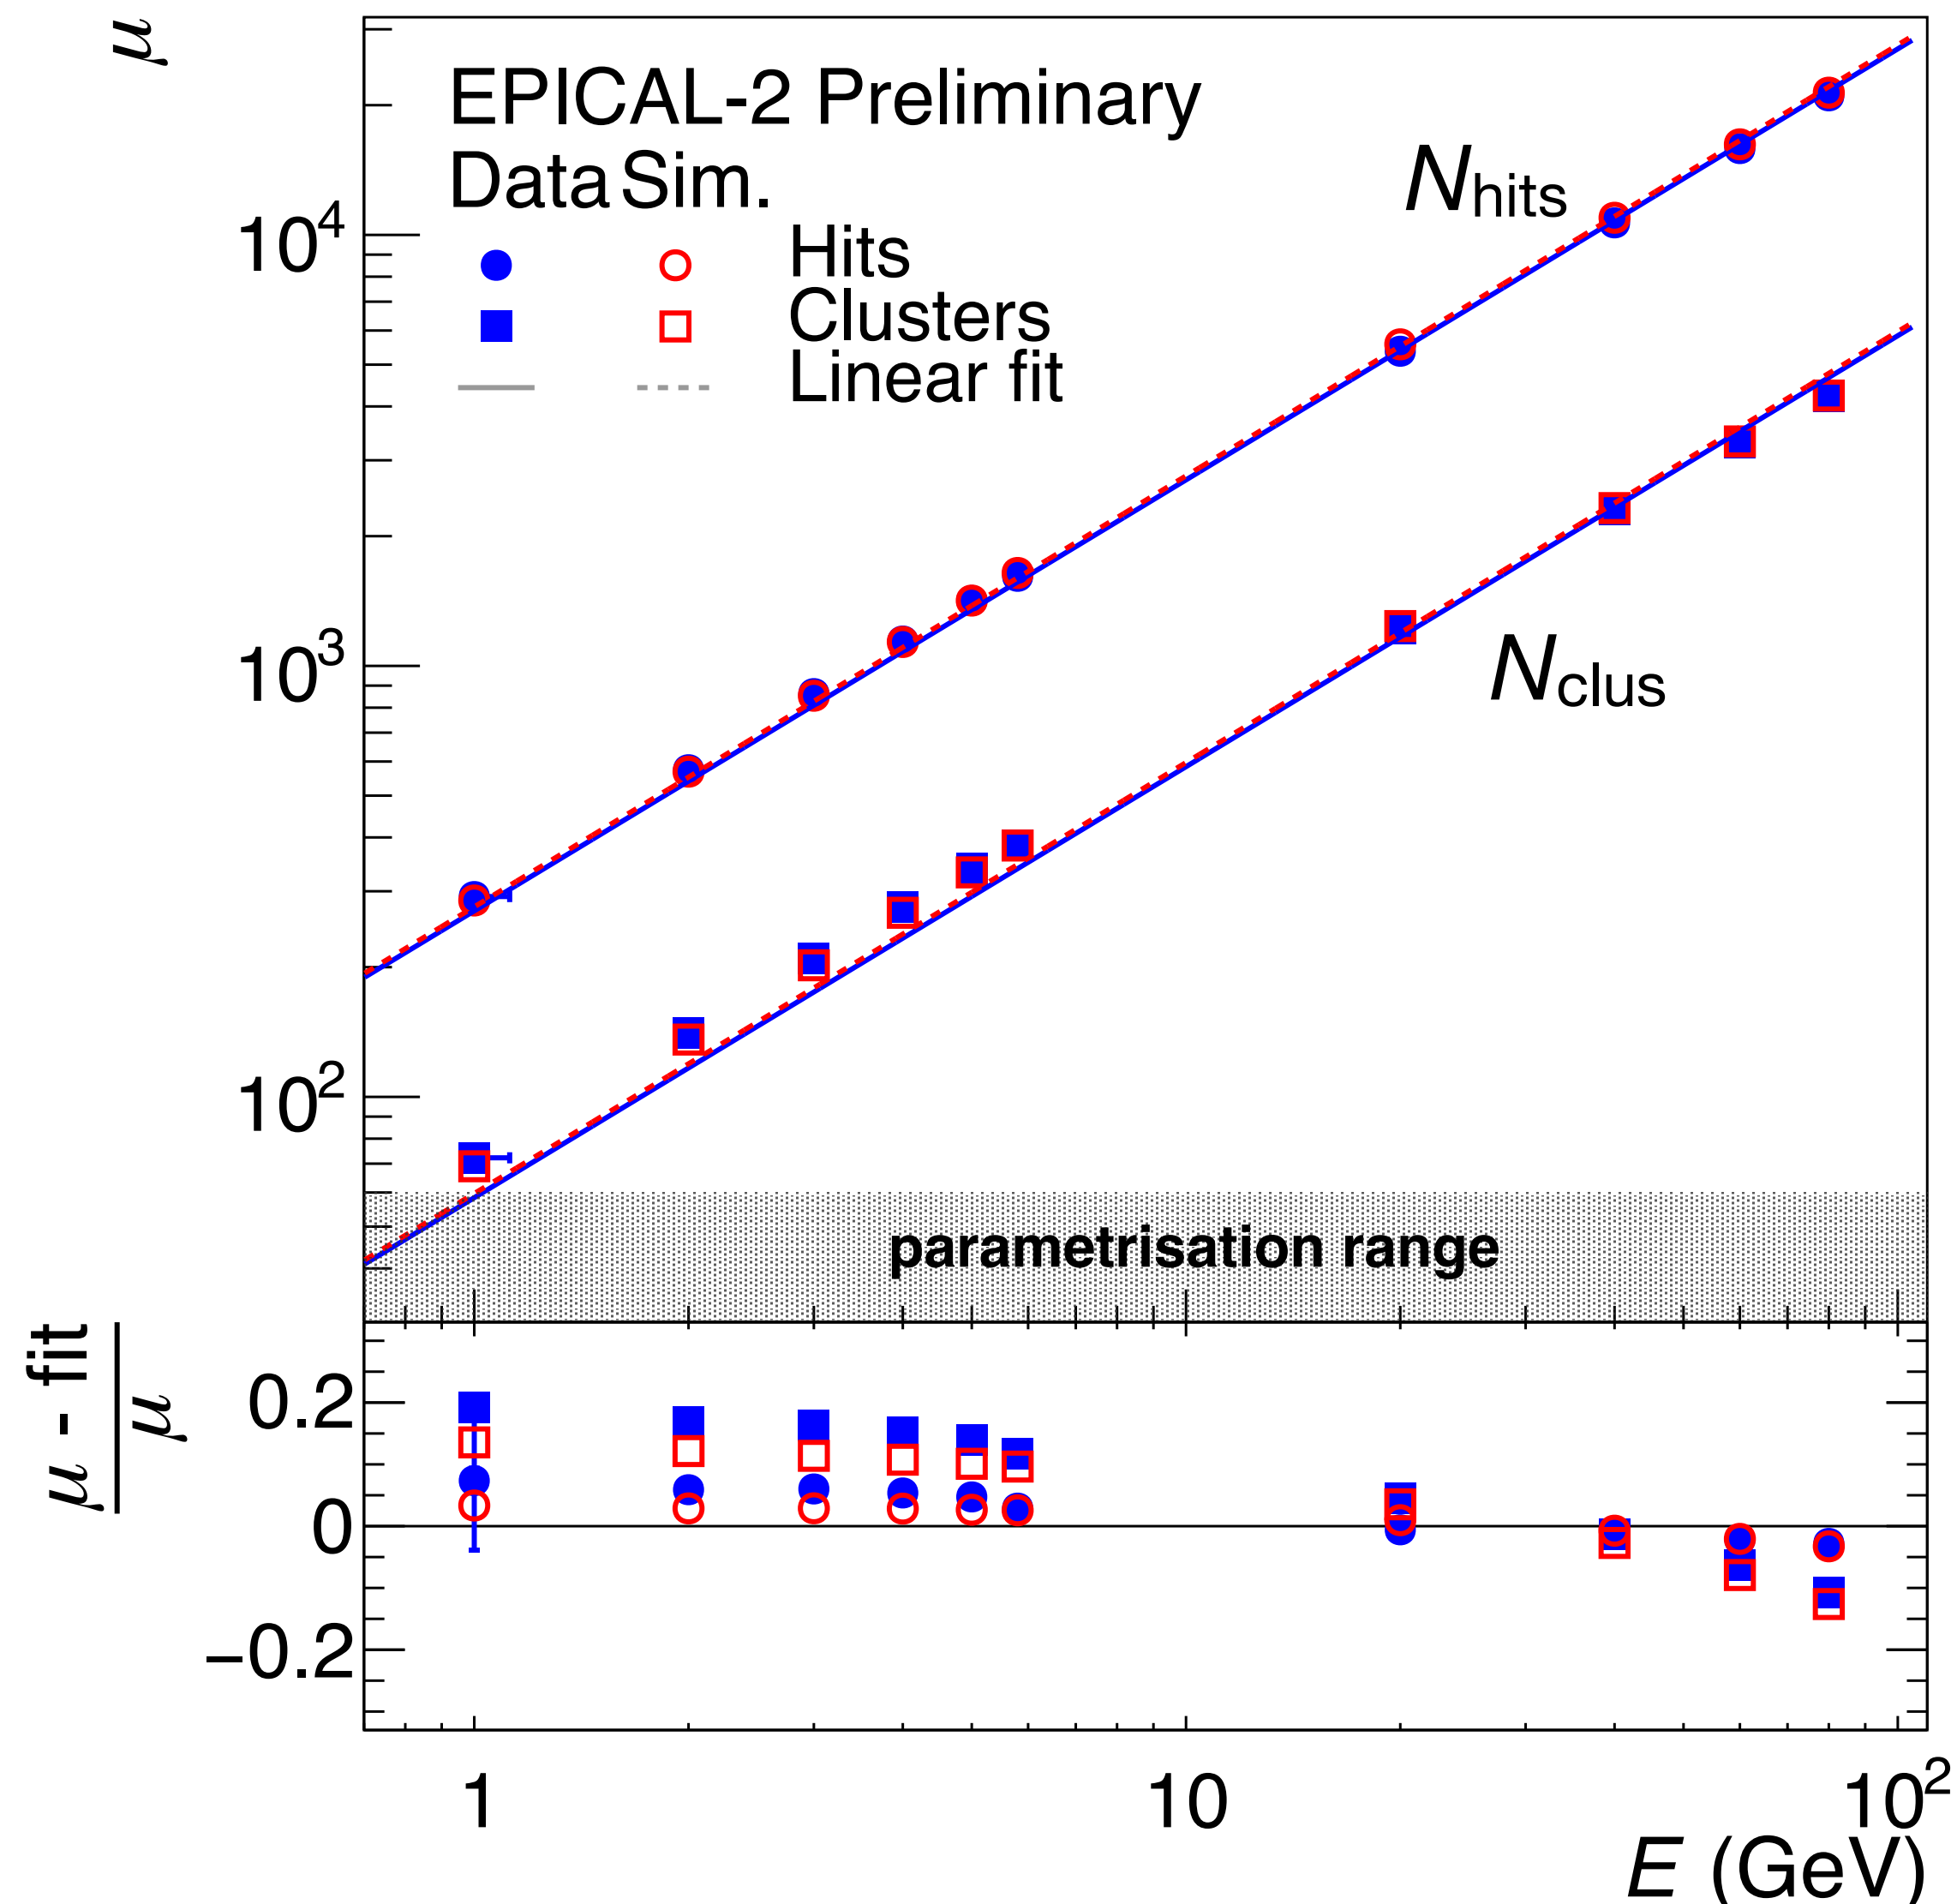 μ
EPICAL-2 Preliminary
Data Sim.
Hits
Clusters
Linear fit
N_hits
N_clus
10^4
10^3
10^2
parametrisation range
μ - fit
μ
0.2
0
−0.2
1 10 10^2
E (GeV)